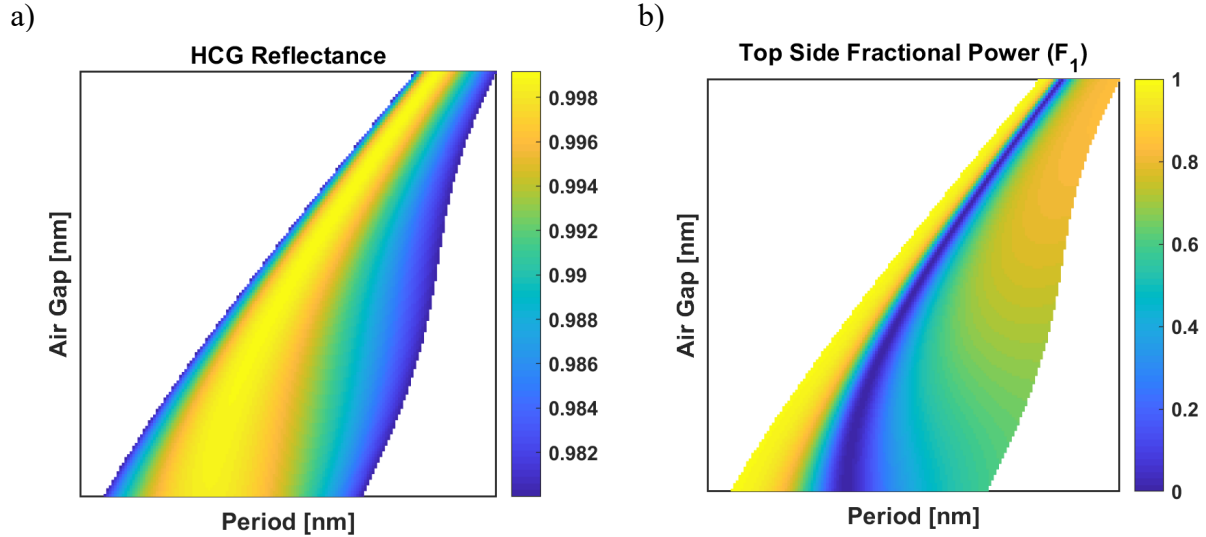 a)
HCG Reflectance
Air Gap [nm]
Period [nm]
0.998
0.996
0.994
0.992
0.99
0.988
0.986
0.984
0.982
b)
Top Side Fractional Power (F1)
Air Gap [nm]
Period [nm]
1
0.8
0.6
0.4
0.2
0